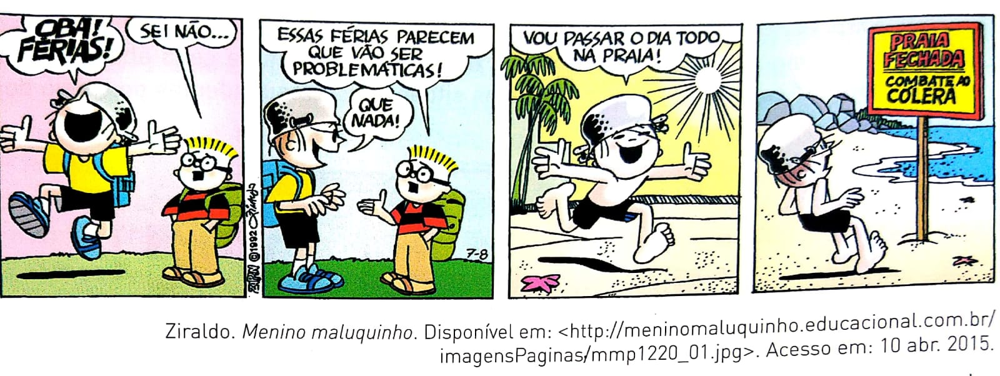 OBA!
FÉRIAS!
SEI NÃO...
©1992
ESSAS FÉRIAS PARECEM
QUE VÃO SER
PROBLEMÁTICAS!
QUE
NADA!
7-8
VOU PASSAR O DIA TODO
NA PRAIA!
PRAIA
FECHADA
COMBATE AO
CÓLERA
Ziraldo. Menino maluquinho. Disponível em: <http://meninomaluquinho.educacional.com.br/
imagensPaginas/mmp1220_01.jpg>. Acesso em: 10 abr. 2015.